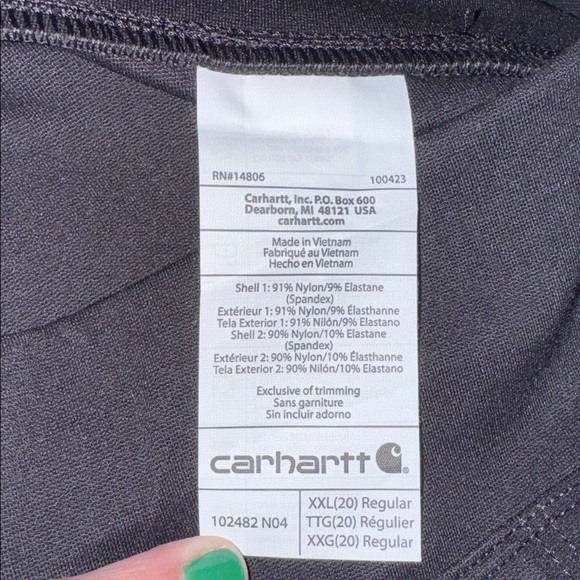 RN#14806 100423
Carhartt, Inc. P.O. Box 600
Dearborn, MI 48121 USA
carhartt.com
Made in Vietnam
Fabriqué au Vietnam
Hecho en Vietnam
Shell 1: 91% Nylon/9% Elastane
(Spandex)
Extérieur 1: 91% Nylon/9% Élasthanne
Tela Exterior 1: 91% Nilón/9% Elastano
Shell 2: 90% Nylon/10% Elastane
(Spandex)
Extérieur 2: 90% Nylon/10% Élasthanne
Tela Exterior 2: 90% Nilón/10% Elastano
Exclusive of trimming
Sans garniture
Sin incluir adorno
carhartt
102482 N04
XXL(20) Regular
TTG(20) Régulier
XXG(20) Regular